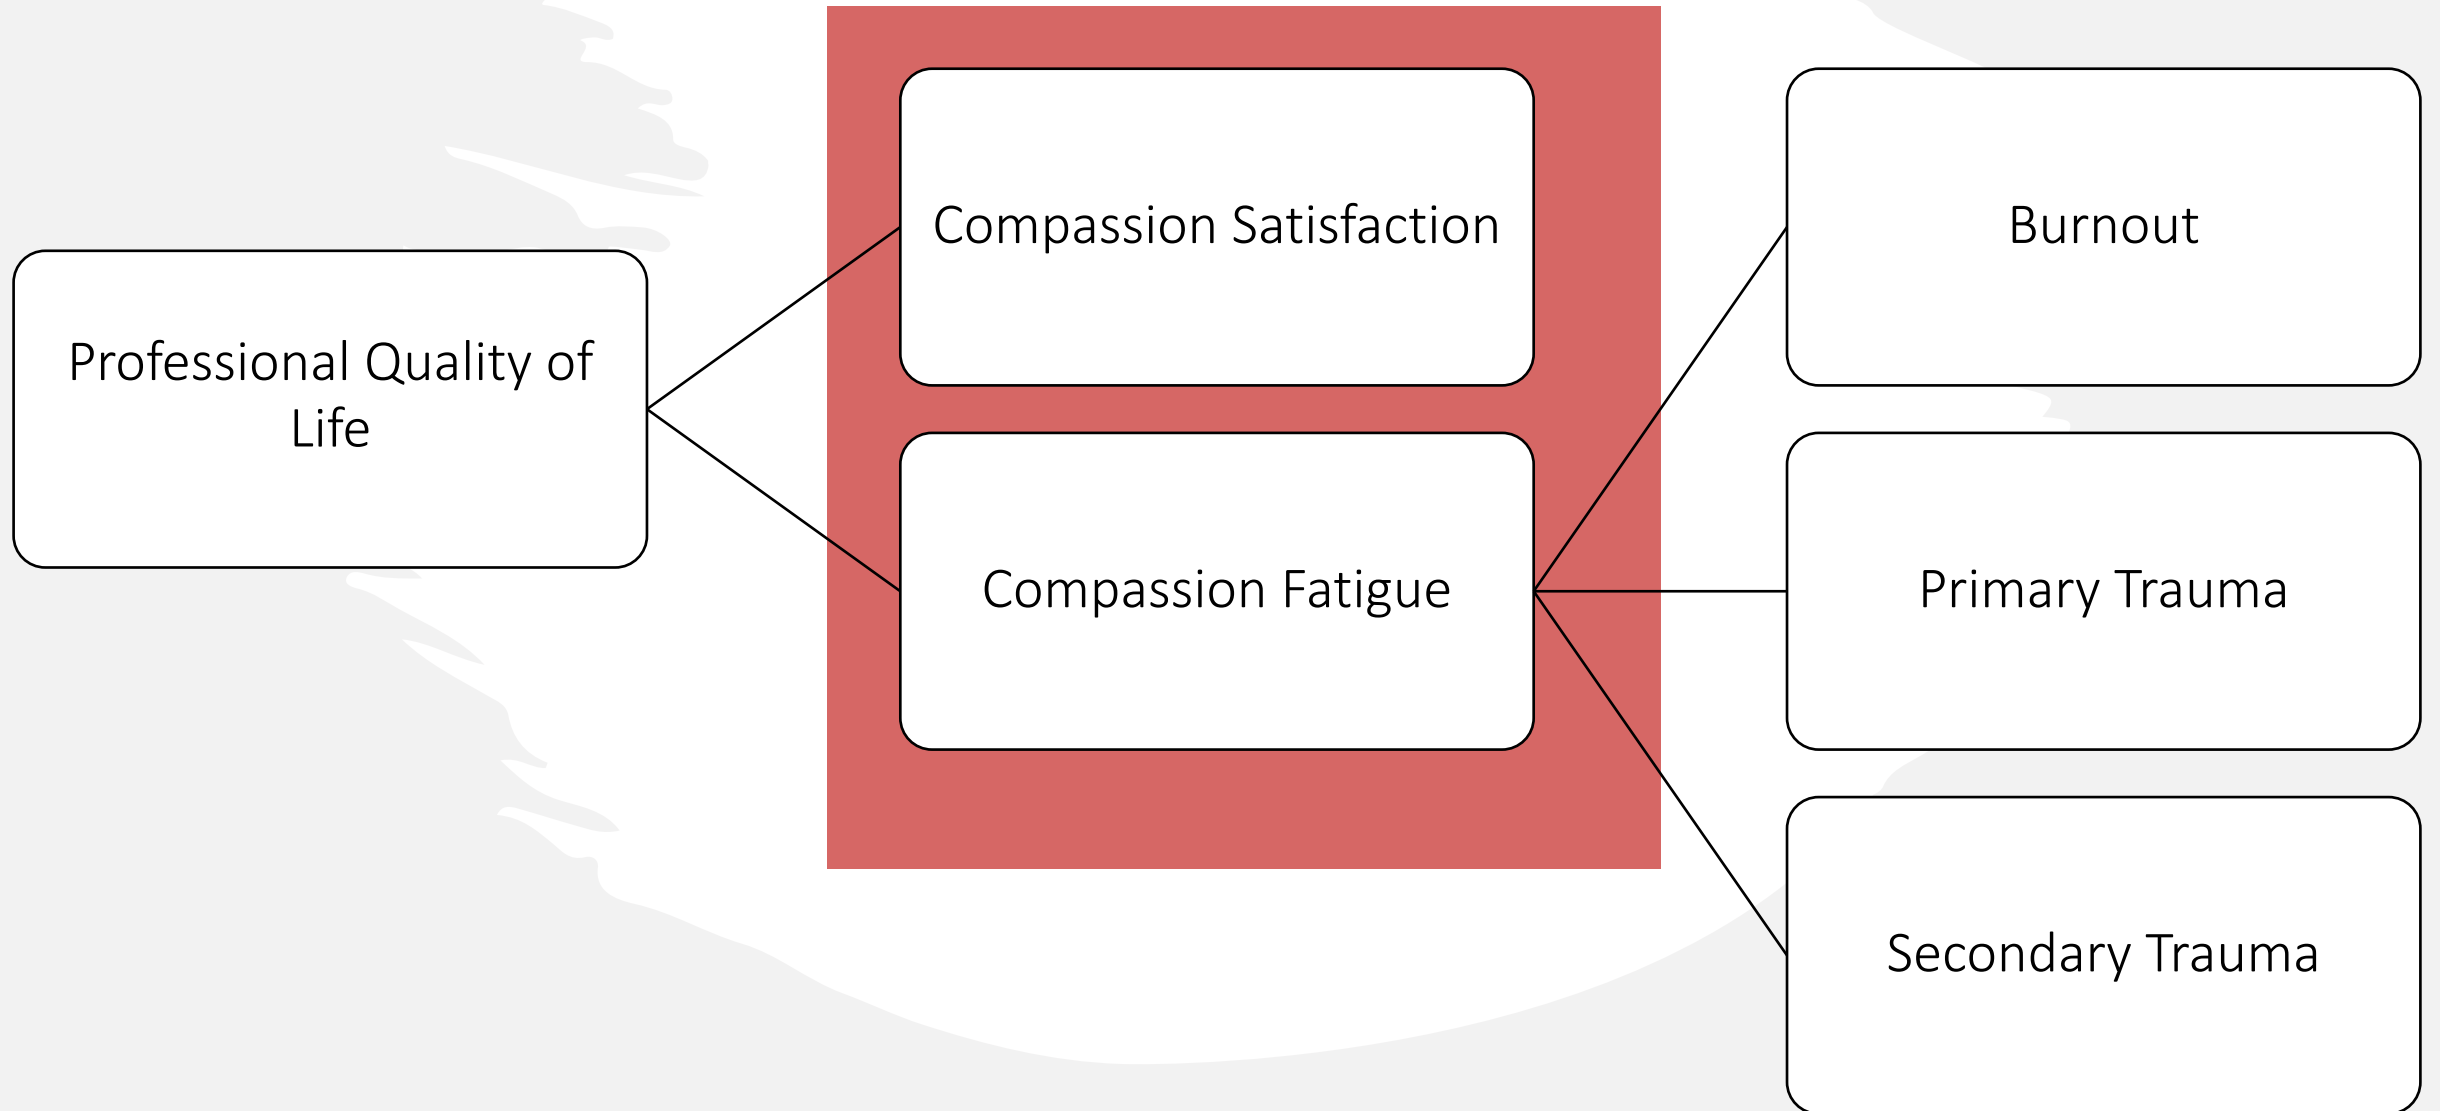 Professional Quality of
Life
Compassion Satisfaction
Compassion Fatigue
Burnout
Primary Trauma
Secondary Trauma